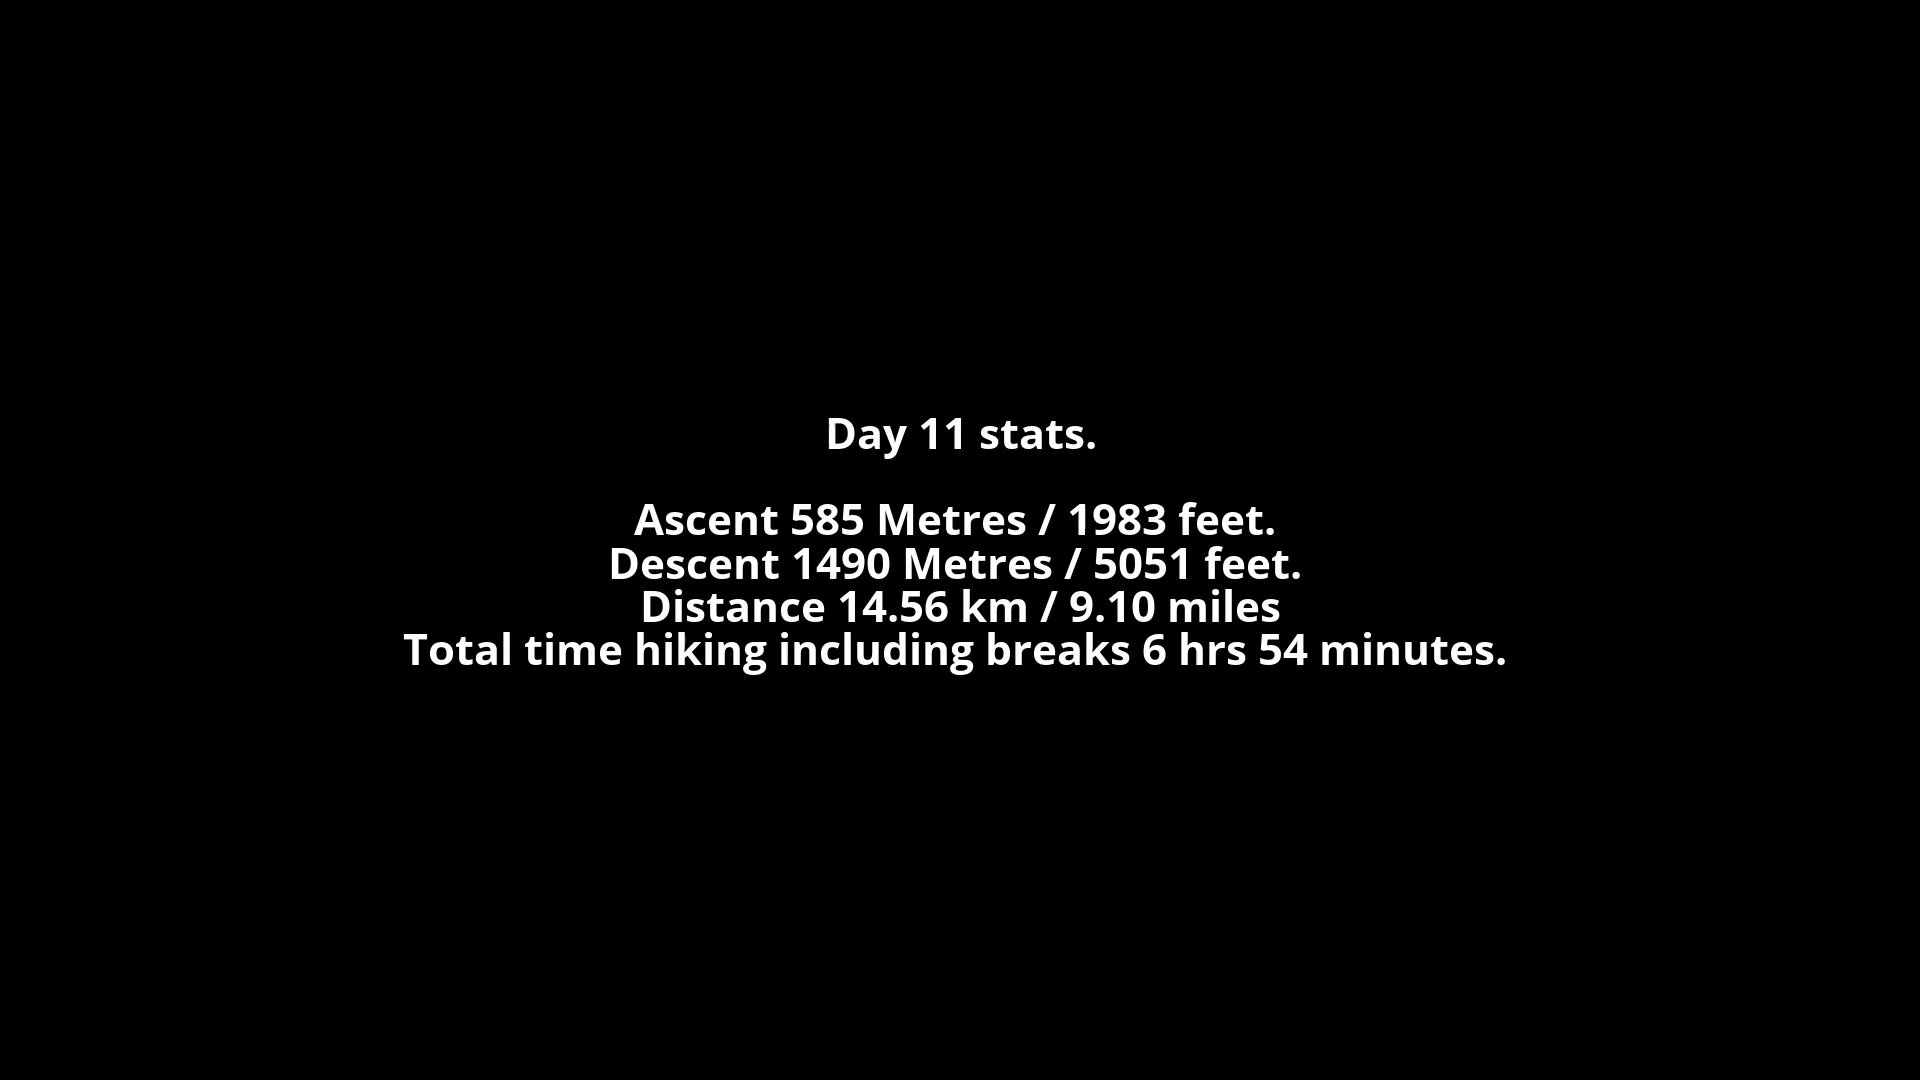 Day 11 stats.
Ascent 585 Metres / 1983 feet.
Descent 1490 Metres / 5051 feet.
Distance 14.56 km / 9.10 miles
Total time hiking including breaks 6 hrs 54 minutes.